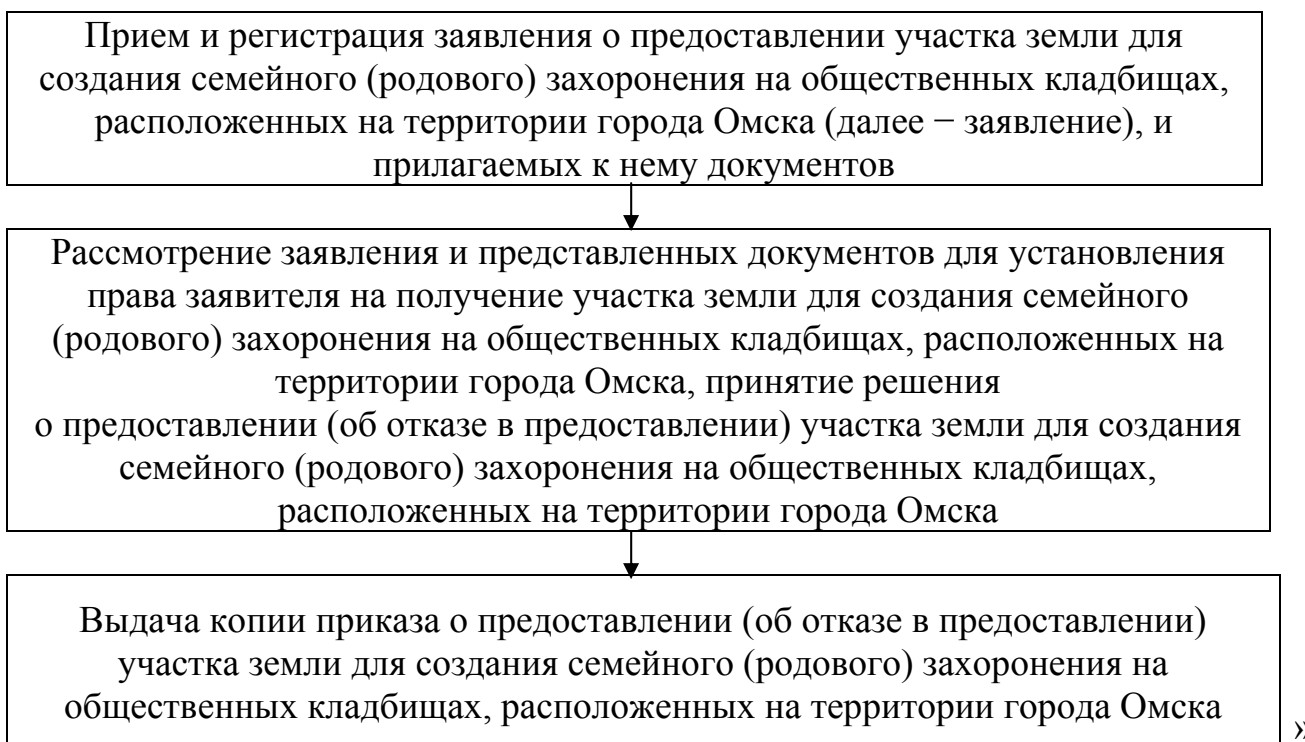 Прием и регистрация заявления о предоставлении участка земли для
создания семейного (родового) захоронения на общественных кладбищах,
расположенных на территории города Омска (далее − заявление), и
прилагаемых к нему документов
Рассмотрение заявления и представленных документов для установления
права заявителя на получение участка земли для создания семейного
(родового) захоронения на общественных кладбищах, расположенных на
территории города Омска, принятие решения
о предоставлении (об отказе в предоставлении) участка земли для создания
семейного (родового) захоронения на общественных кладбищах,
расположенных на территории города Омска
Выдача копии приказа о предоставлении (об отказе в предоставлении)
участка земли для создания семейного (родового) захоронения на
общественных кладбищах, расположенных на территории города Омска
»